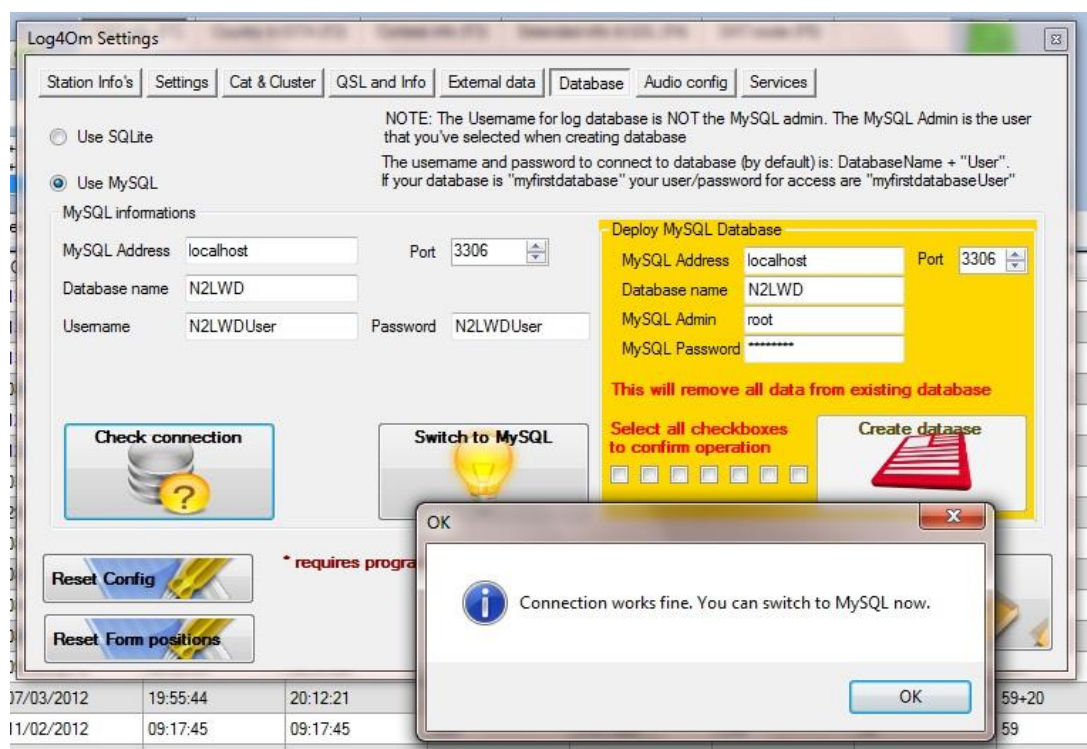 Log4Om Settings
Station Info's Settings Cat & Cluster QSL and Info External data Database Audio config Services
Use SQLite
NOTE: The Username for log database is NOT the MySQL admin. The MySQL Admin is the user
that you've selected when creating database
The username and password to connect to database (by default) is: DatabaseName + "User".
If your database is "myfirstdatabase" your user/password for access are "myfirstdatabaseUser"
Use MySQL
MySQL informations
MySQL Address localhost Port 3306
Database name N2LWD
Username N2LWDUser Password N2LWDUser
Deploy MySQL Database
MySQL Address localhost Port 3306
Database name N2LWD
MySQL Admin root
MySQL Password ********
This will remove all data from existing database
Select all checkboxes
to confirm operation
Create dataase
Check connection
Switch to MySQL
Reset Config
* requires progra
Reset Form positions
OK
Connection works fine. You can switch to MySQL now.
OK
07/03/2012 19:55:44 20:12:21 59+20
11/02/2012 09:17:45 09:17:45 59